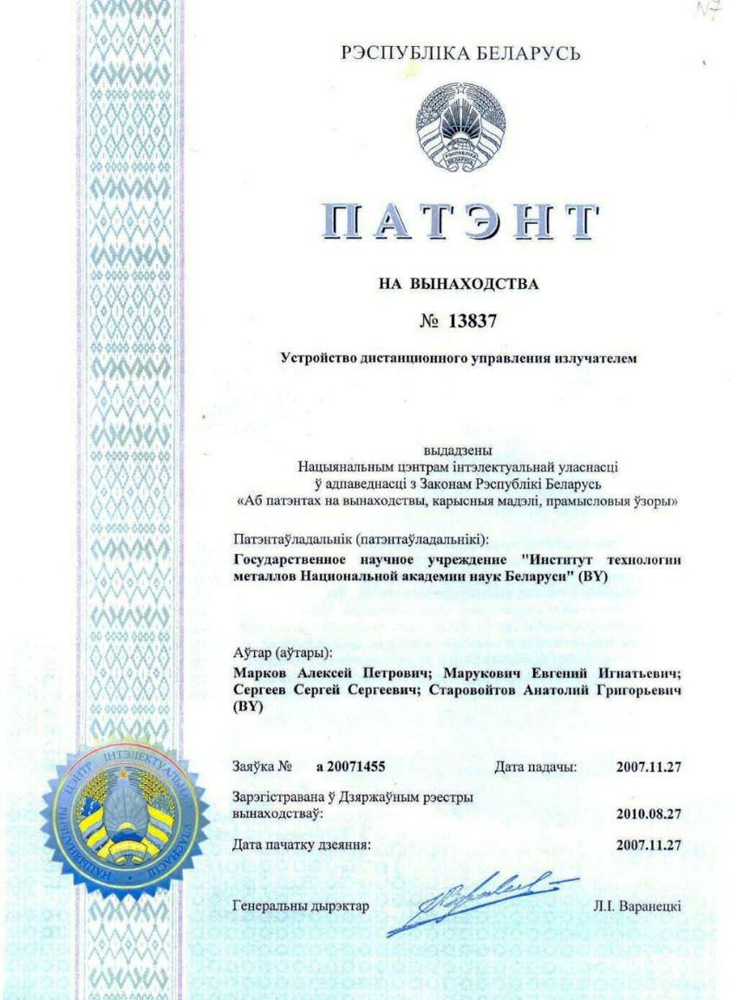 N7
РЭСПУБЛІКА БЕЛАРУСЬ
РЭСПУБЛІКА
БЕЛАРУСЬ
ПАТЭНТ
НА ВЫНАХОДСТВА
№ 13837
Устройство дистанционного управления излучателем
выдадзены
Нацыянальным цэнтрам інтэлектуальнай уласнасці
ў адпаведнасці з Законам Рэспублікі Беларусь
«Аб патэнтах на вынаходствы, карысныя мадэлі, прамысловыя ўзоры»
Патэнтаўладальнік (патэнтаўладальнікі):
Государственное научное учреждение "Институт технологии
металлов Национальной академии наук Беларуси" (BY)
Аўтар (аўтары):
Марков Алексей Петрович; Марукович Евгений Игнатьевич;
Сергеев Сергей Сергеевич; Старовойтов Анатолий Григорьевич
(BY)
Заяўка № а 20071455 Дата падачы: 2007.11.27
Зарэгістравана ў Дзяржаўным рэестры
вынаходстваў: 2010.08.27
Дата пачатку дзеяння: 2007.11.27
НАЦЫЯНАЛЬНЫ ЦЭНТР ІНТЭЛЕКТУАЛЬНАЙ УЛАСНАСЦІ
Генеральны дырэктар Л.І. Варанецкі